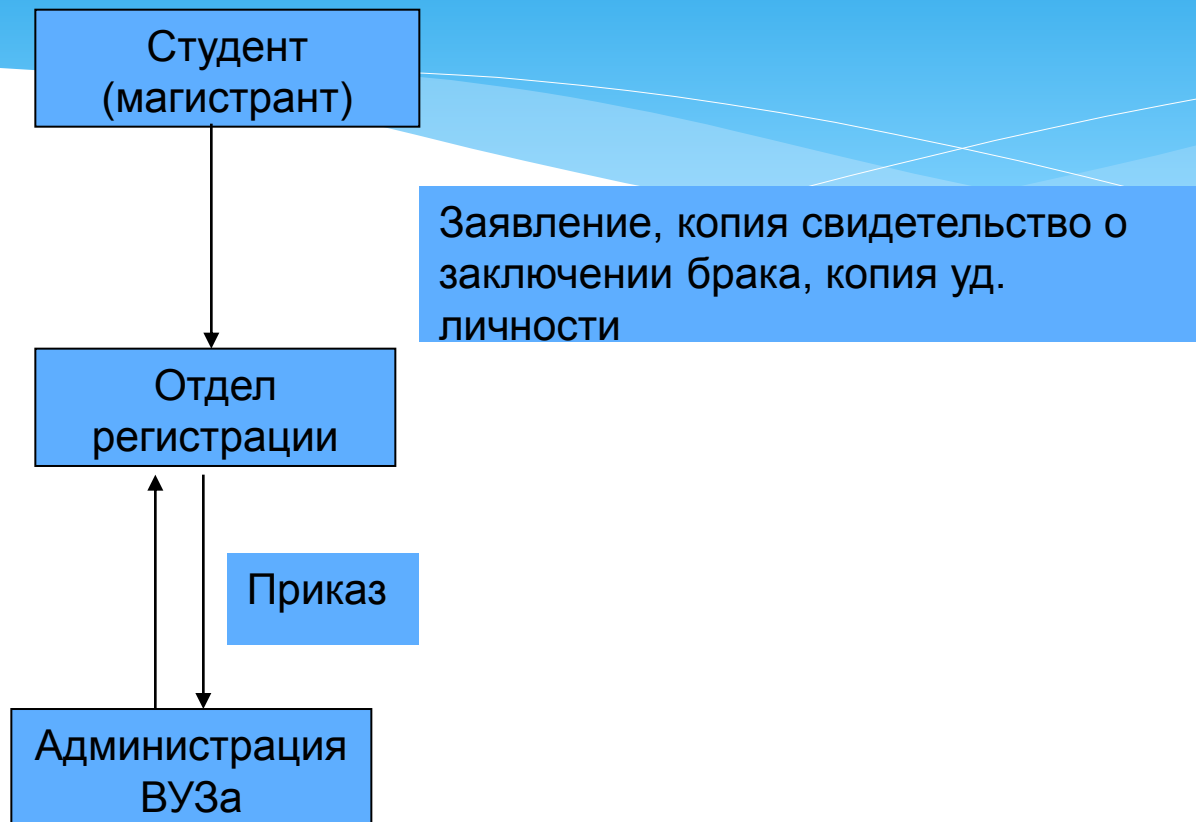 Студент
(магистрант)
Заявление, копия свидетельство о
заключении брака, копия уд.
личности
Отдел
регистрации
Приказ
Администрация
ВУЗа